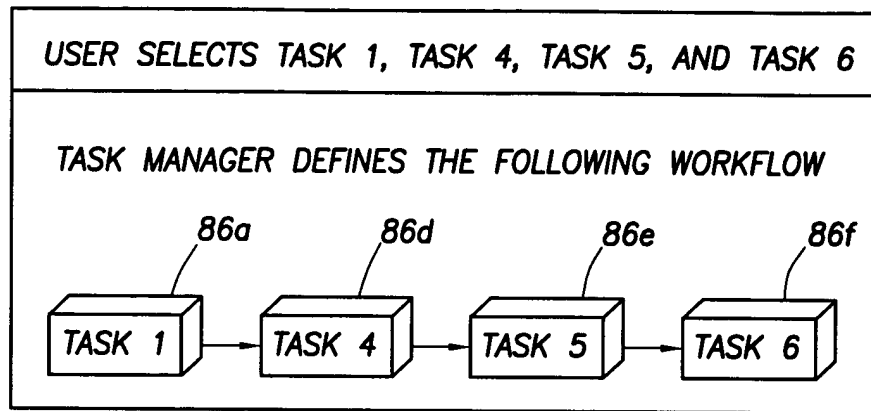 USER SELECTS TASK 1, TASK 4, TASK 5, AND TASK 6
TASK MANAGER DEFINES THE FOLLOWING WORKFLOW
86a 86d 86e 86f
TASK 1 TASK 4 TASK 5 TASK 6